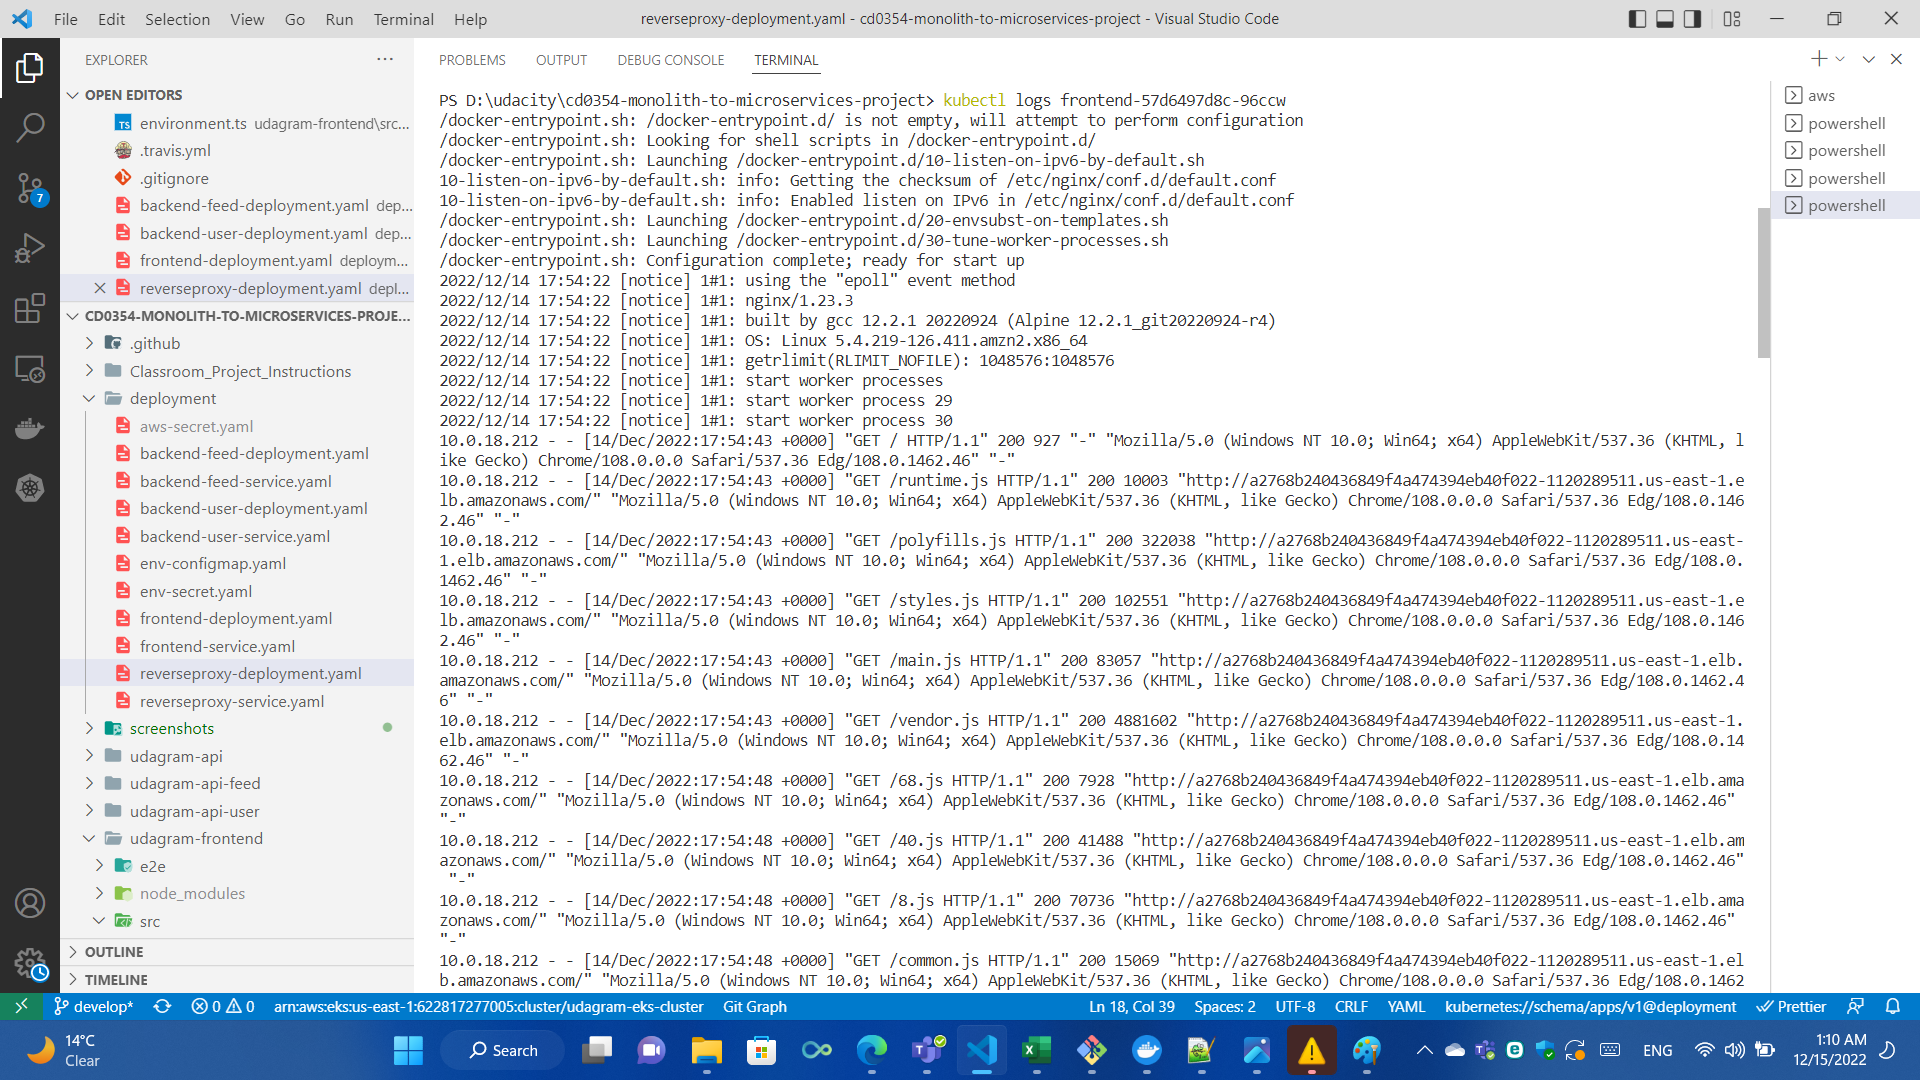 File Edit Selection View Go Run Terminal Help
reverseproxy-deployment.yaml - cd0354-monolith-to-microservices-project - Visual Studio Code
EXPLORER
OPEN EDITORS
TS environment.ts udagram-frontend\src...
.travis.yml
.gitignore
7
backend-feed-deployment.yaml dep...
backend-user-deployment.yaml dep...
frontend-deployment.yaml deploym...
reverseproxy-deployment.yaml depl...
CD0354-MONOLITH-TO-MICROSERVICES-PROJE...
.github
Classroom_Project_Instructions
deployment
aws-secret.yaml
backend-feed-deployment.yaml
backend-feed-service.yaml
backend-user-deployment.yaml
backend-user-service.yaml
env-configmap.yaml
env-secret.yaml
frontend-deployment.yaml
frontend-service.yaml
reverseproxy-deployment.yaml
reverseproxy-service.yaml
screenshots
udagram-api
udagram-api-feed
udagram-api-user
udagram-frontend
e2e
node_modules
src
OUTLINE
TIMELINE
PROBLEMS OUTPUT DEBUG CONSOLE TERMINAL
PS D:\udacity\cd0354-monolith-to-microservices-project> kubectl logs frontend-57d6497d8c-96ccw
/docker-entrypoint.sh: /docker-entrypoint.d/ is not empty, will attempt to perform configuration
/docker-entrypoint.sh: Looking for shell scripts in /docker-entrypoint.d/
/docker-entrypoint.sh: Launching /docker-entrypoint.d/10-listen-on-ipv6-by-default.sh
10-listen-on-ipv6-by-default.sh: info: Getting the checksum of /etc/nginx/conf.d/default.conf
10-listen-on-ipv6-by-default.sh: info: Enabled listen on IPv6 in /etc/nginx/conf.d/default.conf
/docker-entrypoint.sh: Launching /docker-entrypoint.d/20-envsubst-on-templates.sh
/docker-entrypoint.sh: Launching /docker-entrypoint.d/30-tune-worker-processes.sh
/docker-entrypoint.sh: Configuration complete; ready for start up
2022/12/14 17:54:22 [notice] 1#1: using the "epoll" event method
2022/12/14 17:54:22 [notice] 1#1: nginx/1.23.3
2022/12/14 17:54:22 [notice] 1#1: built by gcc 12.2.1 20220924 (Alpine 12.2.1_git20220924-r4)
2022/12/14 17:54:22 [notice] 1#1: OS: Linux 5.4.219-126.411.amzn2.x86_64
2022/12/14 17:54:22 [notice] 1#1: getrlimit(RLIMIT_NOFILE): 1048576:1048576
2022/12/14 17:54:22 [notice] 1#1: start worker processes
2022/12/14 17:54:22 [notice] 1#1: start worker process 29
2022/12/14 17:54:22 [notice] 1#1: start worker process 30
10.0.18.212 - - [14/Dec/2022:17:54:43 +0000] "GET / HTTP/1.1" 200 927 "-" "Mozilla/5.0 (Windows NT 10.0; Win64; x64) AppleWebKit/537.36 (KHTML, l
ike Gecko) Chrome/108.0.0.0 Safari/537.36 Edg/108.0.1462.46" "-"
10.0.18.212 - - [14/Dec/2022:17:54:43 +0000] "GET /runtime.js HTTP/1.1" 200 10003 "http://a2768b240436849f4a474394eb40f022-1120289511.us-east-1.e
lb.amazonaws.com/" "Mozilla/5.0 (Windows NT 10.0; Win64; x64) AppleWebKit/537.36 (KHTML, like Gecko) Chrome/108.0.0.0 Safari/537.36 Edg/108.0.146
2.46" "-"
10.0.18.212 - - [14/Dec/2022:17:54:43 +0000] "GET /polyfills.js HTTP/1.1" 200 322038 "http://a2768b240436849f4a474394eb40f022-1120289511.us-east-
1.elb.amazonaws.com/" "Mozilla/5.0 (Windows NT 10.0; Win64; x64) AppleWebKit/537.36 (KHTML, like Gecko) Chrome/108.0.0.0 Safari/537.36 Edg/108.0.
1462.46" "-"
10.0.18.212 - - [14/Dec/2022:17:54:43 +0000] "GET /styles.js HTTP/1.1" 200 102551 "http://a2768b240436849f4a474394eb40f022-1120289511.us-east-1.e
lb.amazonaws.com/" "Mozilla/5.0 (Windows NT 10.0; Win64; x64) AppleWebKit/537.36 (KHTML, like Gecko) Chrome/108.0.0.0 Safari/537.36 Edg/108.0.146
2.46" "-"
10.0.18.212 - - [14/Dec/2022:17:54:43 +0000] "GET /main.js HTTP/1.1" 200 83057 "http://a2768b240436849f4a474394eb40f022-1120289511.us-east-1.elb.
amazonaws.com/" "Mozilla/5.0 (Windows NT 10.0; Win64; x64) AppleWebKit/537.36 (KHTML, like Gecko) Chrome/108.0.0.0 Safari/537.36 Edg/108.0.1462.4
6" "-"
10.0.18.212 - - [14/Dec/2022:17:54:43 +0000] "GET /vendor.js HTTP/1.1" 200 4881602 "http://a2768b240436849f4a474394eb40f022-1120289511.us-east-1.
elb.amazonaws.com/" "Mozilla/5.0 (Windows NT 10.0; Win64; x64) AppleWebKit/537.36 (KHTML, like Gecko) Chrome/108.0.0.0 Safari/537.36 Edg/108.0.14
62.46" "-"
10.0.18.212 - - [14/Dec/2022:17:54:48 +0000] "GET /68.js HTTP/1.1" 200 7928 "http://a2768b240436849f4a474394eb40f022-1120289511.us-east-1.elb.ama
zonaws.com/" "Mozilla/5.0 (Windows NT 10.0; Win64; x64) AppleWebKit/537.36 (KHTML, like Gecko) Chrome/108.0.0.0 Safari/537.36 Edg/108.0.1462.46"
"-"
10.0.18.212 - - [14/Dec/2022:17:54:48 +0000] "GET /40.js HTTP/1.1" 200 41488 "http://a2768b240436849f4a474394eb40f022-1120289511.us-east-1.elb.am
azonaws.com/" "Mozilla/5.0 (Windows NT 10.0; Win64; x64) AppleWebKit/537.36 (KHTML, like Gecko) Chrome/108.0.0.0 Safari/537.36 Edg/108.0.1462.46"
"-"
10.0.18.212 - - [14/Dec/2022:17:54:48 +0000] "GET /8.js HTTP/1.1" 200 70736 "http://a2768b240436849f4a474394eb40f022-1120289511.us-east-1.elb.ama
zonaws.com/" "Mozilla/5.0 (Windows NT 10.0; Win64; x64) AppleWebKit/537.36 (KHTML, like Gecko) Chrome/108.0.0.0 Safari/537.36 Edg/108.0.1462.46"
"-"
10.0.18.212 - - [14/Dec/2022:17:54:48 +0000] "GET /common.js HTTP/1.1" 200 15069 "http://a2768b240436849f4a474394eb40f022-1120289511.us-east-1.el
b.amazonaws.com/" "Mozilla/5.0 (Windows NT 10.0; Win64; x64) AppleWebKit/537.36 (KHTML, like Gecko) Chrome/108.0.0.0 Safari/537.36 Edg/108.0.1462
aws
powershell
powershell
powershell
powershell
develop* 0 0 arn:aws:eks:us-east-1:622817277005:cluster/udagram-eks-cluster Git Graph
Ln 18, Col 39 Spaces: 2 UTF-8 CRLF YAML kubernetes://schema/apps/v1@deployment Prettier
14°C
Clear
Search
ENG
1:10 AM
12/15/2022